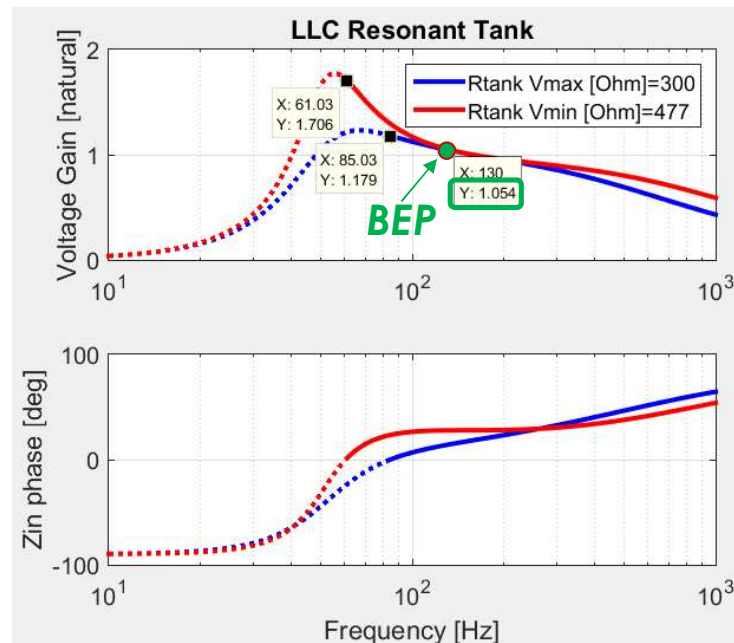 LLC Resonant Tank
Voltage Gain [natural]
2
1
0
Rtank Vmax [Ohm]=300
Rtank Vmin [Ohm]=477
X: 61.03
Y: 1.706
X: 85.03
Y: 1.179
X: 130
Y: 1.054
BEP
10¹
10²
10³
Zin phase [deg]
100
0
-100
10¹
10²
10³
Frequency [Hz]